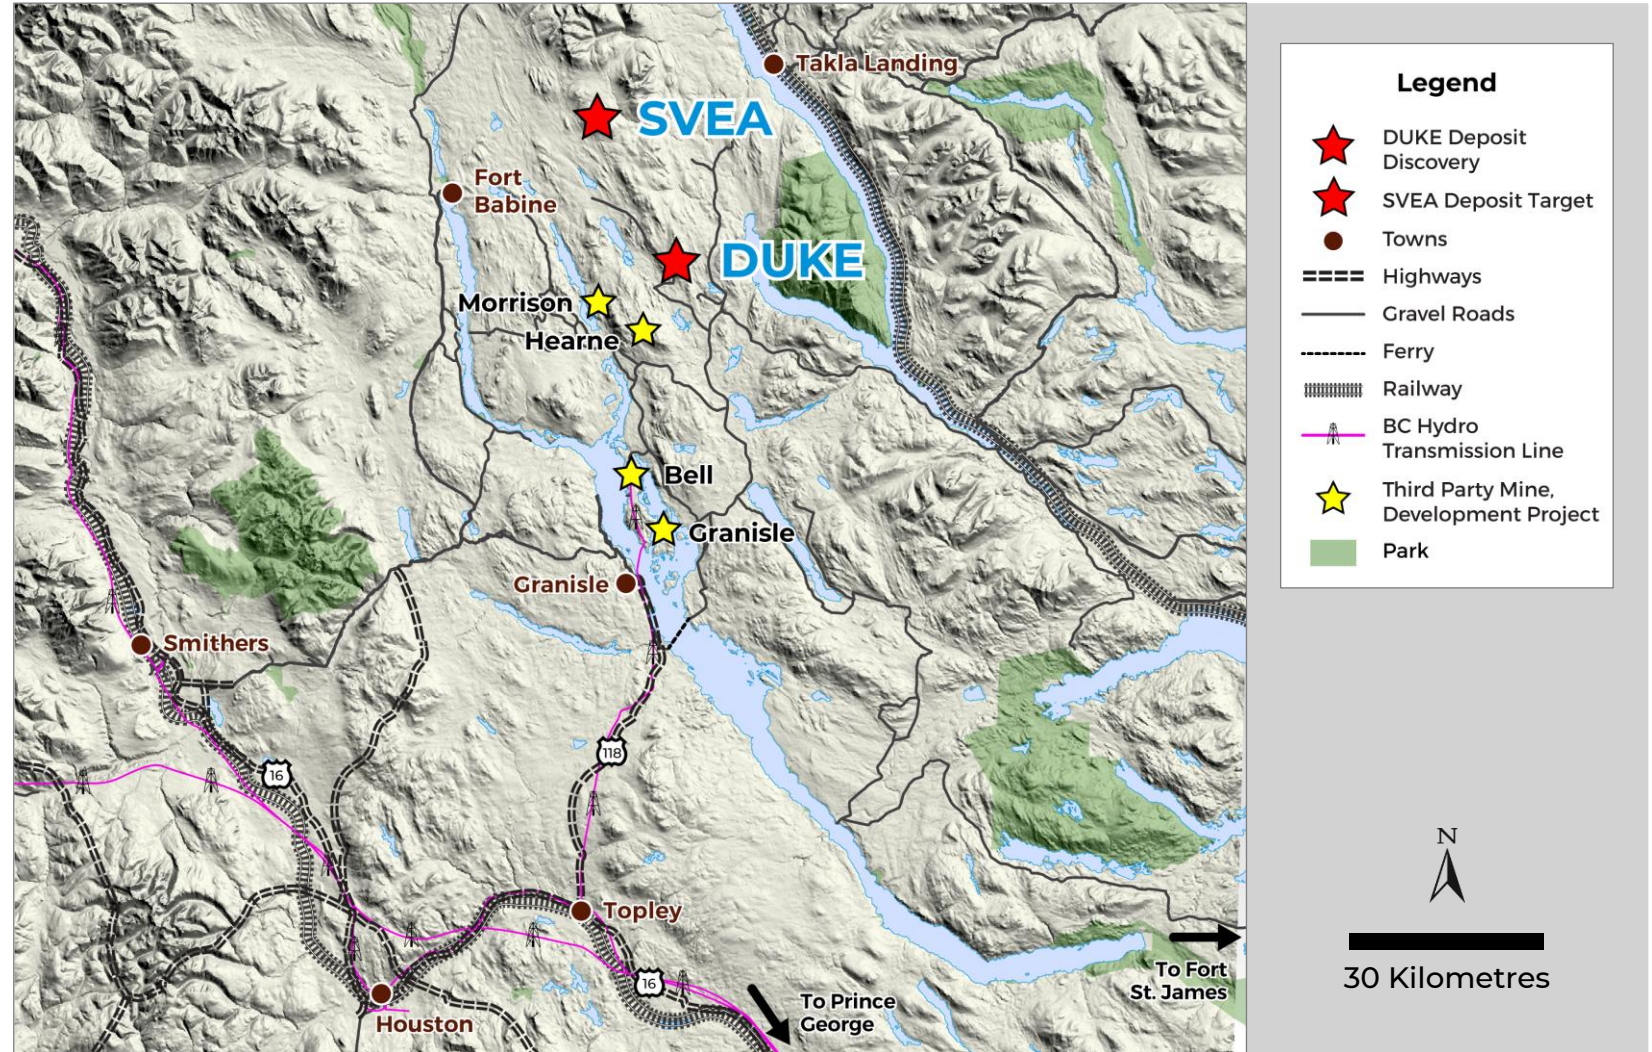 Takla Landing
SVEA
Fort
Babine
DUKE
Morrison
Hearne
Bell
Granisle
Granisle
Smithers
118
16
Topley
16
To Fort
St. James
To Prince
George
Houston
Legend
DUKE Deposit
Discovery
SVEA Deposit Target
Towns
Highways
Gravel Roads
Ferry
Railway
BC Hydro
Transmission Line
Third Party Mine,
Development Project
Park
N
30 Kilometres